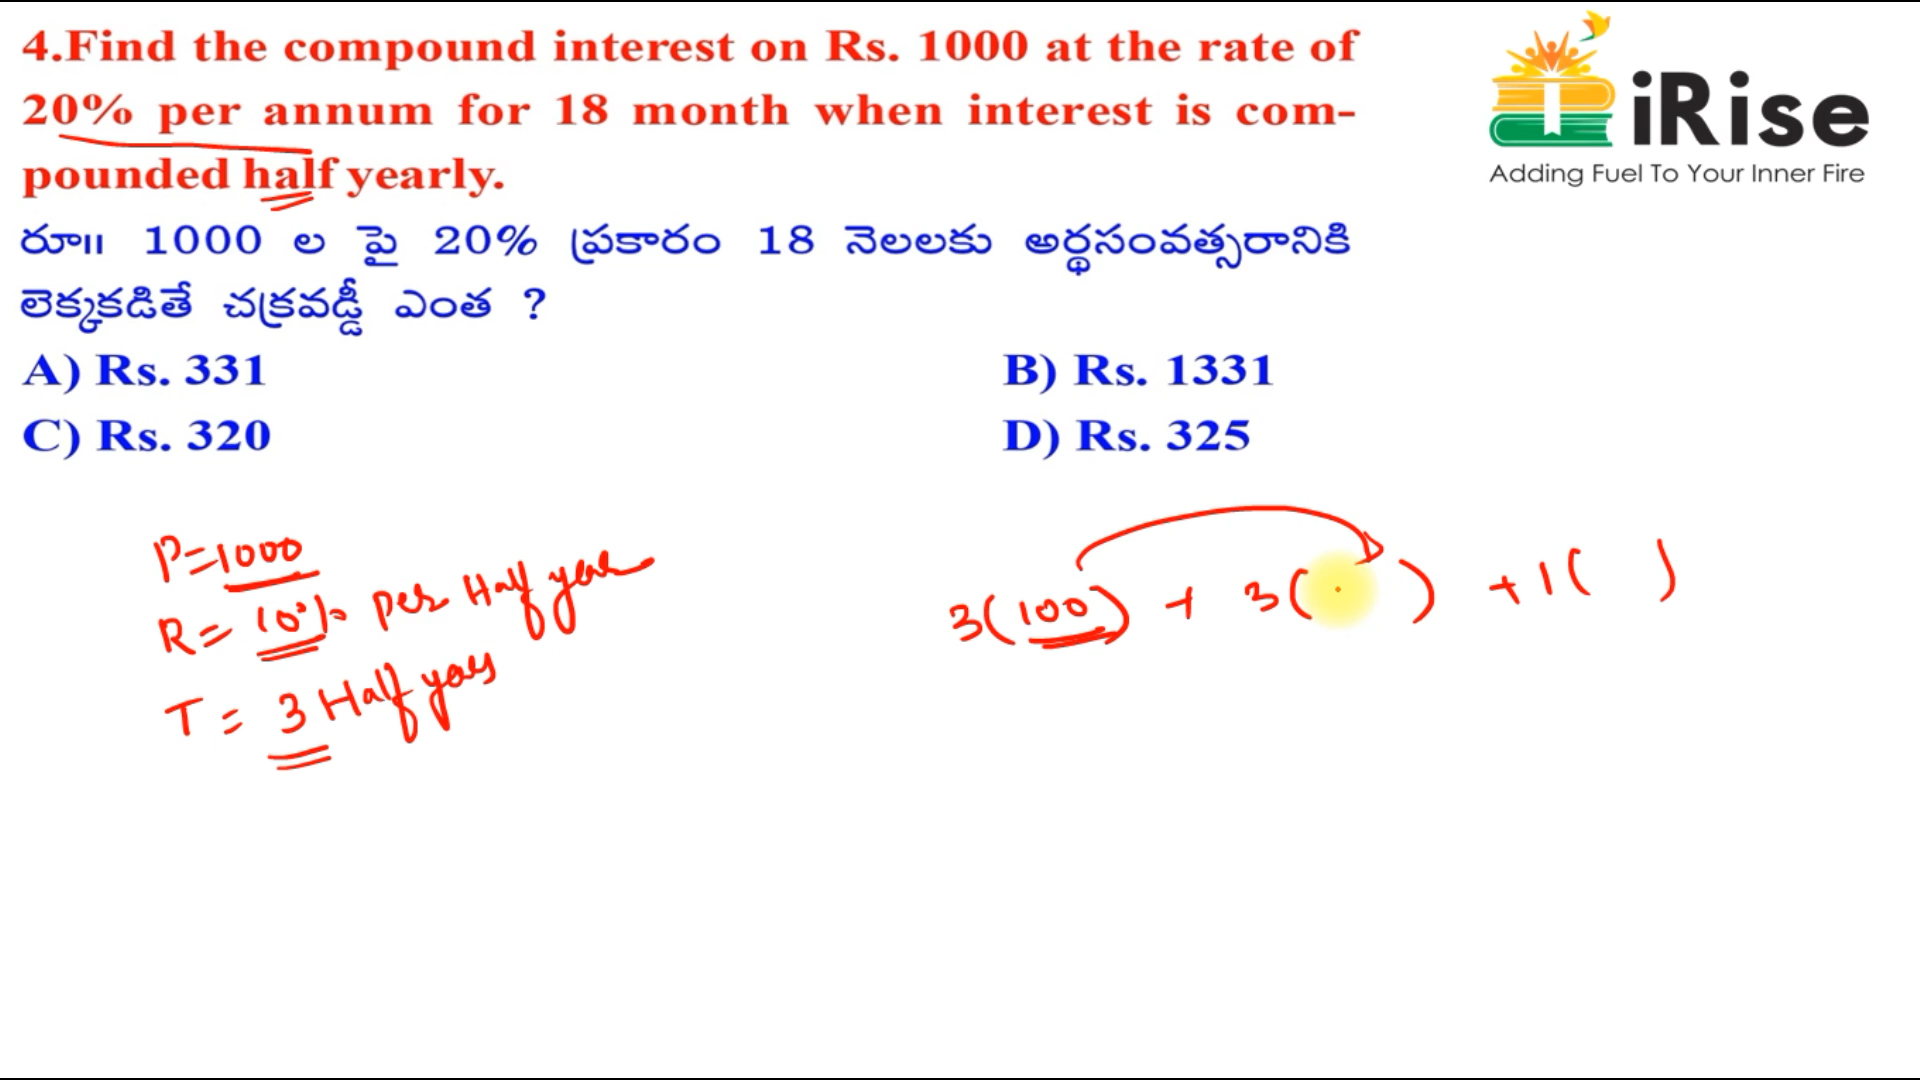 4.Find the compound interest on Rs. 1000 at the rate of
20% per annum for 18 month when interest is com-
pounded half yearly.
రూ॥ 1000 ల పై 20% ప్రకారం 18 నెలలకు అర్థసంవత్సరానికి
లెక్కకడితే చక్రవడ్డీ ఎంత ?
A) Rs. 331
B) Rs. 1331
C) Rs. 320
D) Rs. 325
iRise
Adding Fuel To Your Inner Fire
P=1000
R= 10% per Half year
T= 3 Half years
3(100) + 3( ) +1( )